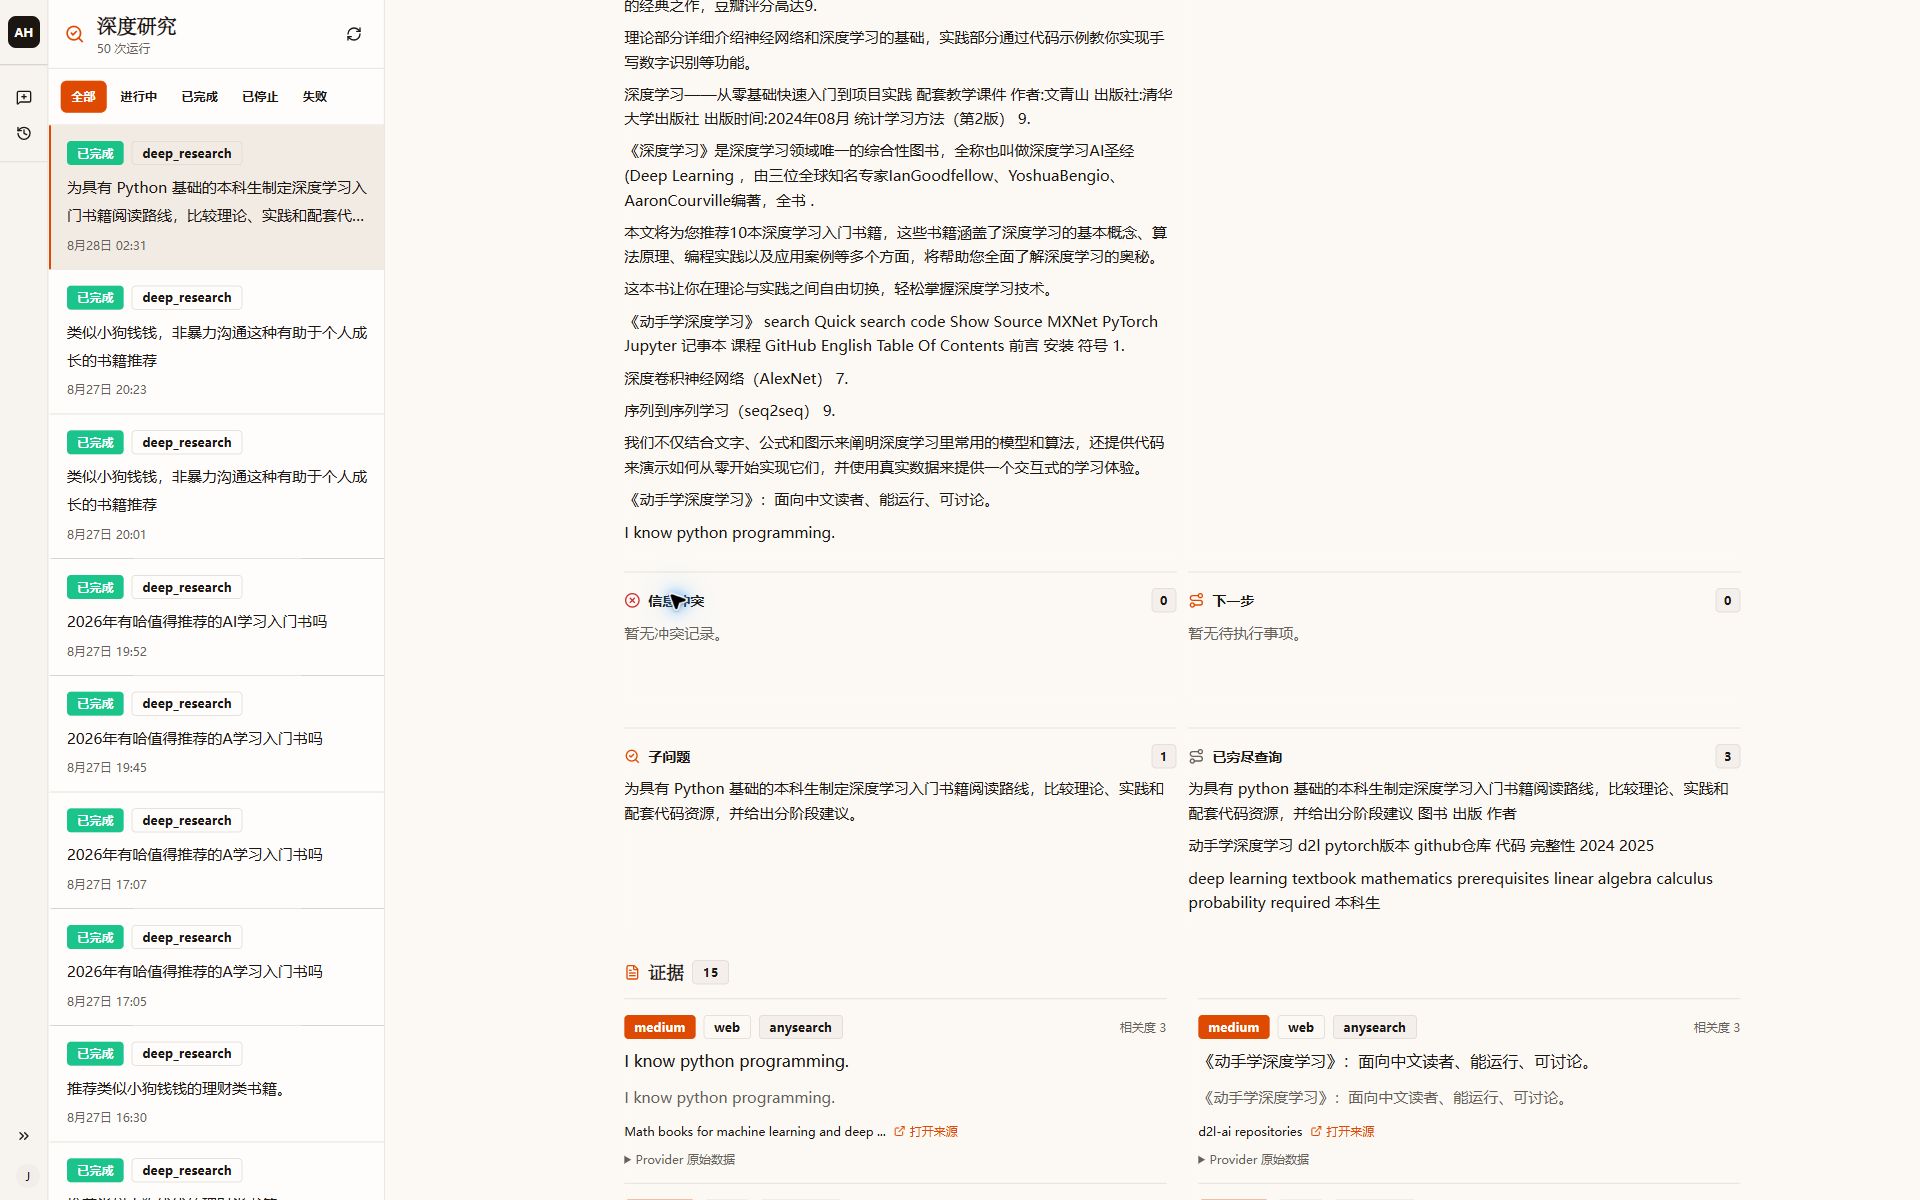 AH
深度研究
50 次运行
全部 进行中 已完成 已停止 失败
已完成 deep_research
为具有 Python 基础的本科生制定深度学习入
门书籍阅读路线，比较理论、实践和配套代...
8月28日 02:31
已完成 deep_research
类似小狗钱钱，非暴力沟通这种有助于个人成
长的书籍推荐
8月27日 20:23
已完成 deep_research
类似小狗钱钱，非暴力沟通这种有助于个人成
长的书籍推荐
8月27日 20:01
已完成 deep_research
2026年有哈值得推荐的AI学习入门书吗
8月27日 19:52
已完成 deep_research
2026年有哈值得推荐的A学习入门书吗
8月27日 19:45
已完成 deep_research
2026年有哈值得推荐的A学习入门书吗
8月27日 17:07
已完成 deep_research
2026年有哈值得推荐的A学习入门书吗
8月27日 17:05
已完成 deep_research
推荐类似小狗钱钱的理财类书籍。
8月27日 16:30
已完成 deep_research
J
的经典之作，豆瓣评分高达9.
理论部分详细介绍神经网络和深度学习的基础，实践部分通过代码示例教你实现手
写数字识别等功能。
深度学习——从零基础快速入门到项目实践 配套教学课件 作者:文青山 出版社:清华
大学出版社 出版时间:2024年08月 统计学习方法（第2版） 9.
《深度学习》是深度学习领域唯一的综合性图书，全称也叫做深度学习AI圣经
(Deep Learning ，由三位全球知名专家IanGoodfellow、YoshuaBengio、
AaronCourville编著，全书 .
本文将为您推荐10本深度学习入门书籍，这些书籍涵盖了深度学习的基本概念、算
法原理、编程实践以及应用案例等多个方面，将帮助您全面了解深度学习的奥秘。
这本书让你在理论与实践之间自由切换，轻松掌握深度学习技术。
《动手学深度学习》 search Quick search code Show Source MXNet PyTorch
Jupyter 记事本 课程 GitHub English Table Of Contents 前言 安装 符号 1.
深度卷积神经网络（AlexNet） 7.
序列到序列学习（seq2seq） 9.
我们不仅结合文字、公式和图示来阐明深度学习里常用的模型和算法，还提供代码
来演示如何从零开始实现它们，并使用真实数据来提供一个交互式的学习体验。
《动手学深度学习》：面向中文读者、能运行、可讨论。
I know python programming.
信息冲突 0
暂无冲突记录。
下一步 0
暂无待执行事项。
子问题 1
为具有 Python 基础的本科生制定深度学习入门书籍阅读路线，比较理论、实践和
配套代码资源，并给出分阶段建议。
已穷尽查询 3
为具有 python 基础的本科生制定深度学习入门书籍阅读路线，比较理论、实践和
配套代码资源，并给出分阶段建议 图书 出版 作者
动手学深度学习 d2l pytorch版本 github仓库 代码 完整性 2024 2025
deep learning textbook mathematics prerequisites linear algebra calculus
probability required 本科生
证据 15
medium web anysearch 相关度 3
I know python programming.
I know python programming.
Math books for machine learning and deep ... 打开来源
Provider 原始数据
medium web anysearch 相关度 3
《动手学深度学习》：面向中文读者、能运行、可讨论。
《动手学深度学习》：面向中文读者、能运行、可讨论。
d2l-ai repositories 打开来源
Provider 原始数据